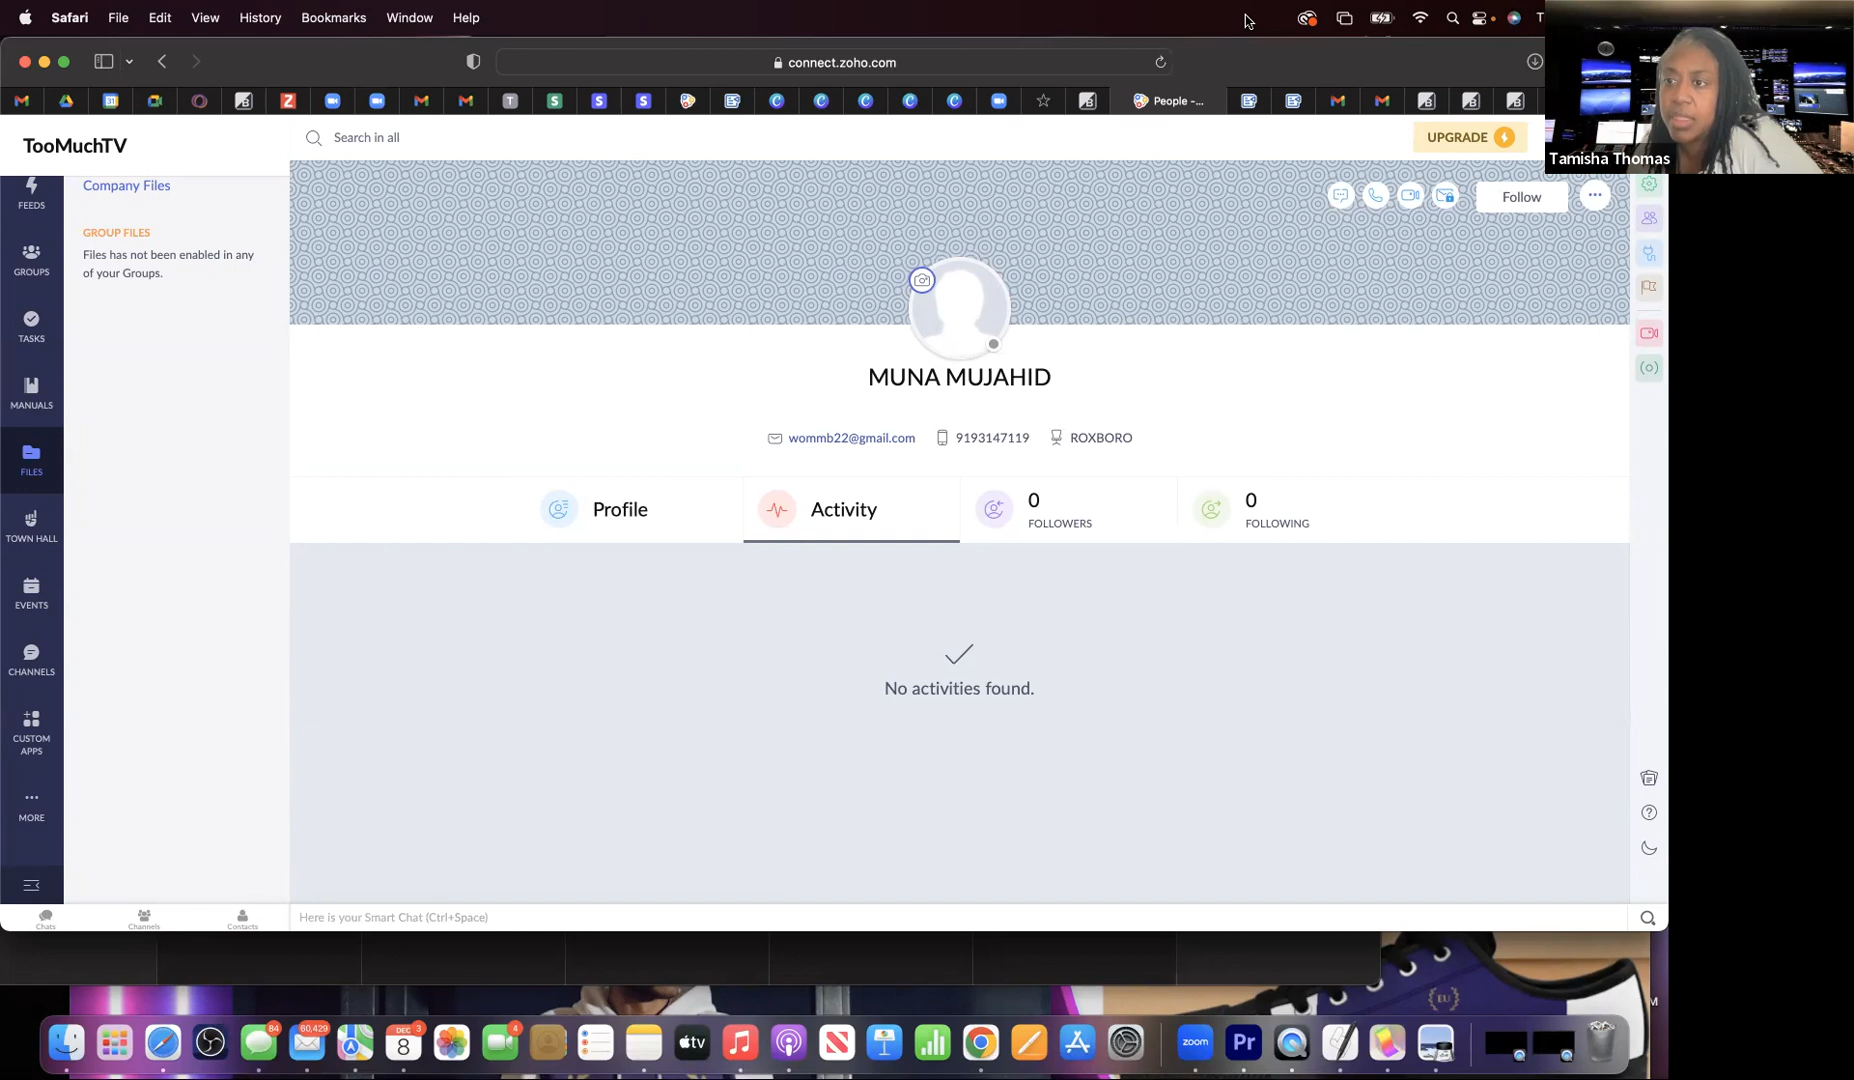 Safari File Edit View History Bookmarks Window Help
connect.zoho.com
People -...
Tamisha Thomas
TooMuchTV
Search in all
UPGRADE
FEEDS
GROUPS
TASKS
MANUALS
FILES
TOWN HALL
EVENTS
CHANNELS
CUSTOM
APPS
MORE
Company Files
GROUP FILES
Files has not been enabled in any
of your Groups.
Follow
MUNA MUJAHID
wommb22@gmail.com 9193147119 ROXBORO
Profile
Activity
0
FOLLOWERS
0
FOLLOWING
No activities found.
Chats Channels Contacts
Here is your Smart Chat (Ctrl+Space)
EU
84
60,429
DEC 3
8
4
tv
zoom
Pr